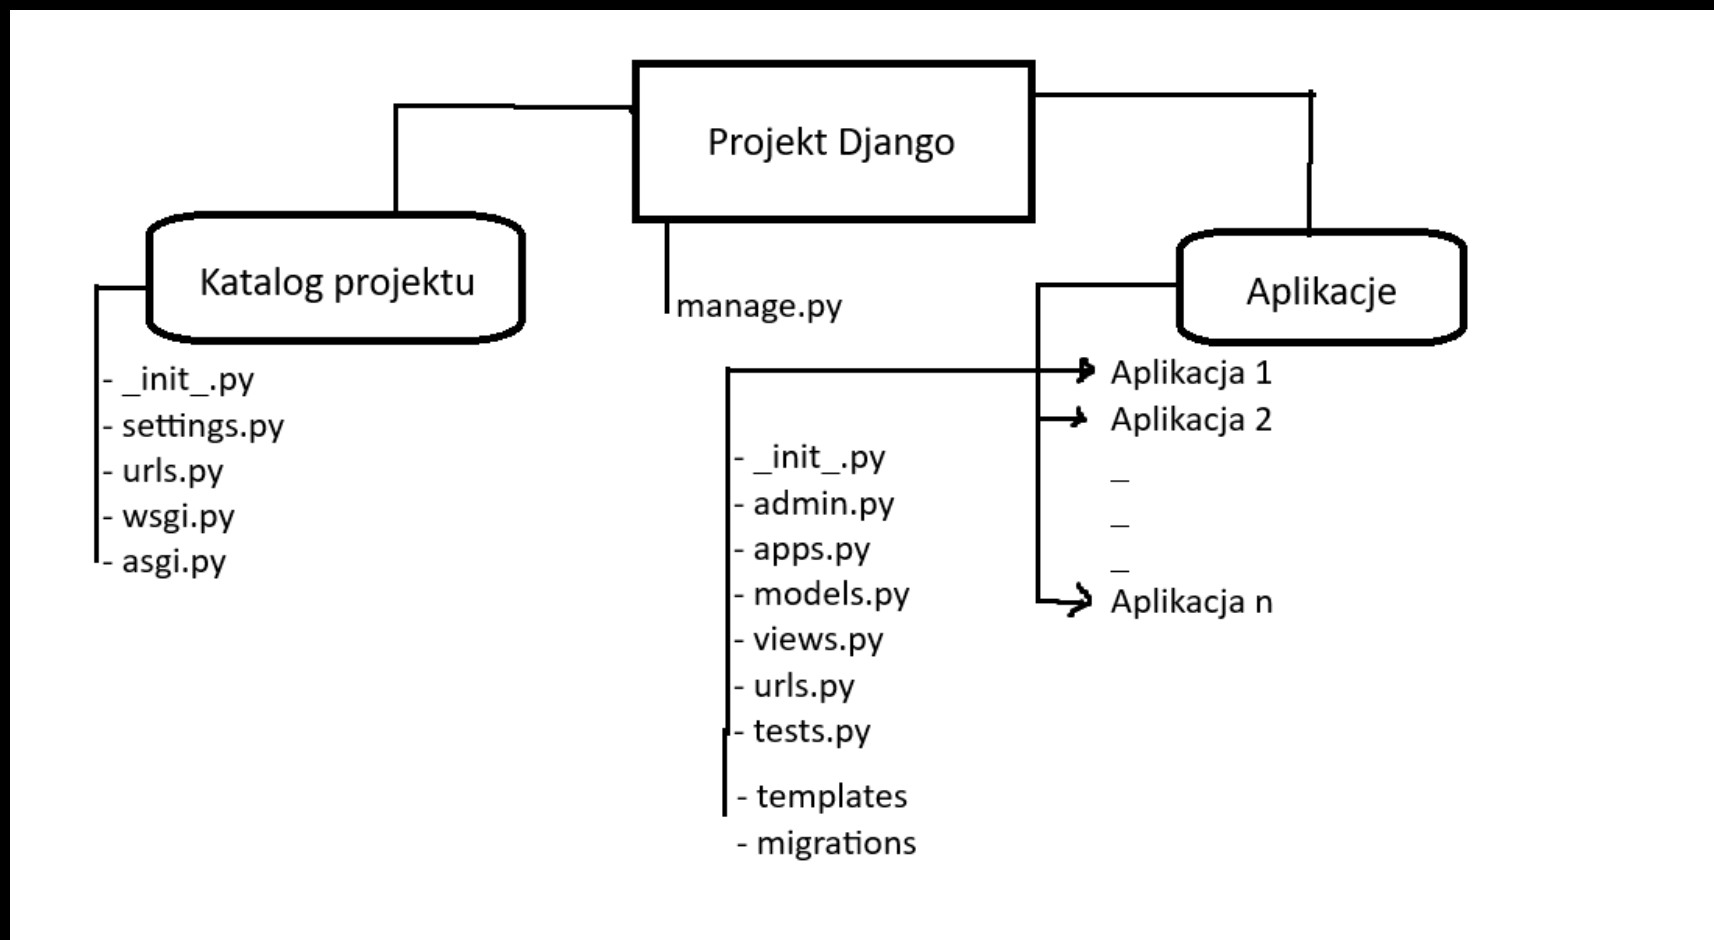 Projekt Django
Katalog projektu
- _init_.py
- settings.py
- urls.py
- wsgi.py
- asgi.py
manage.py
Aplikacje
Aplikacja 1
Aplikacja 2
_
_
_
Aplikacja n
- _init_.py
- admin.py
- apps.py
- models.py
- views.py
- urls.py
- tests.py
- templates
- migrations